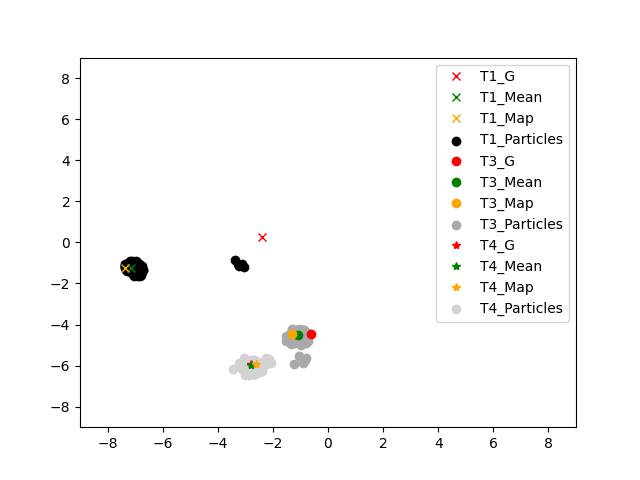 8
6
4
2
0
−2
−4
−6
−8
−8 −6 −4 −2 0 2 4 6 8
T1_G
T1_Mean
T1_Map
T1_Particles
T3_G
T3_Mean
T3_Map
T3_Particles
T4_G
T4_Mean
T4_Map
T4_Particles